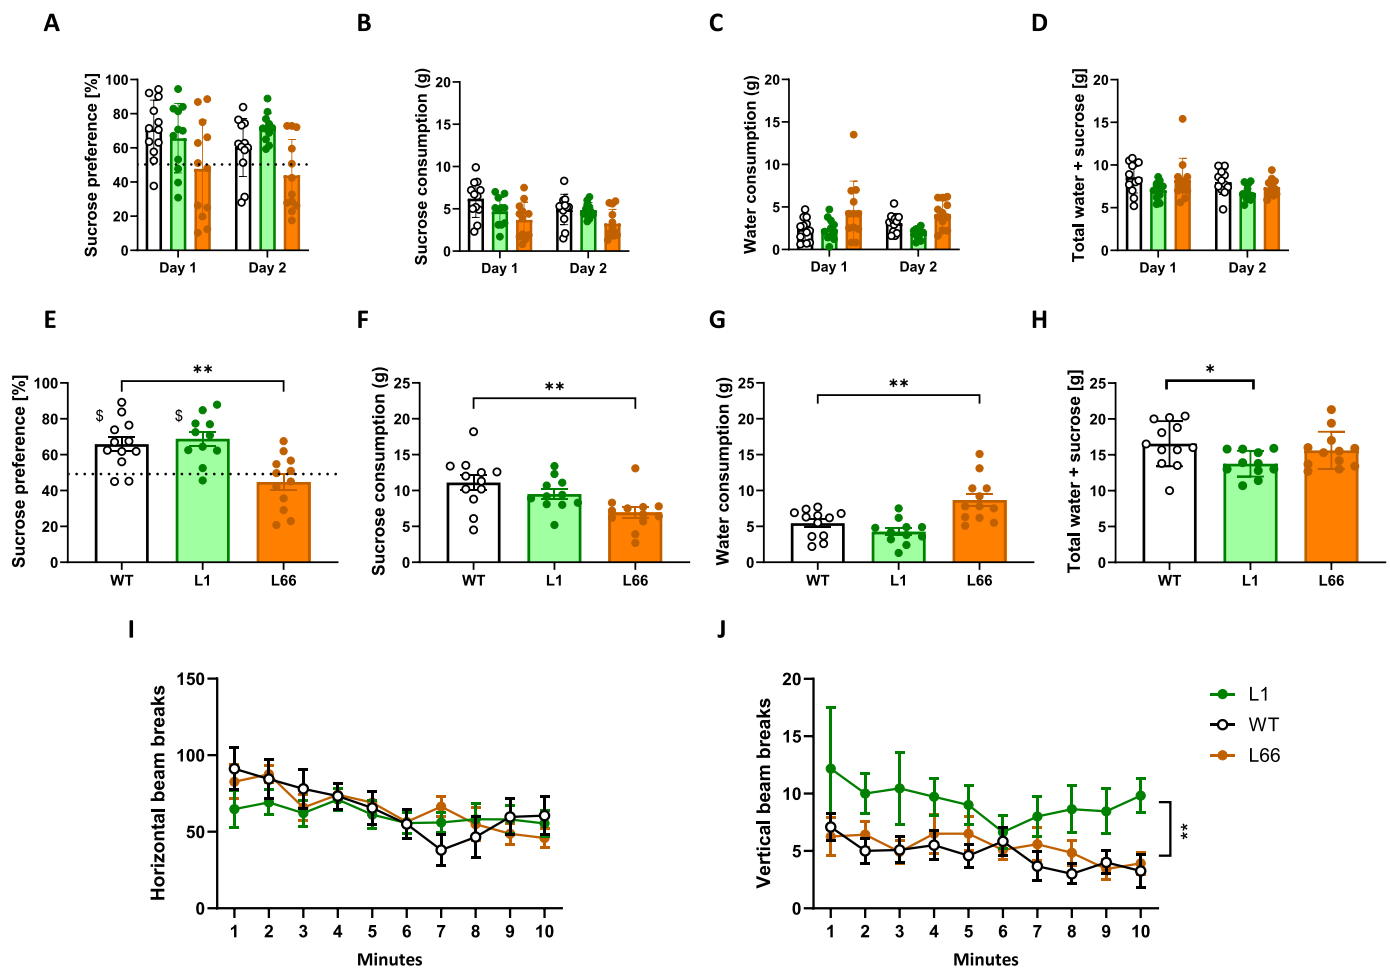 A
B
C
D
Sucrose preference [%]
100
80
60
40
20
0
Day 1
Day 2
Sucrose consumption (g)
20
15
10
5
0
Day 1
Day 2
Water consumption (g)
20
15
10
5
0
Day 1
Day 2
Total water + sucrose [g]
20
15
10
5
0
Day 1
Day 2
E
F
G
H
Sucrose preference [%]
100
80
60
40
20
0
$
$
**
WT
L1
L66
Sucrose consumption (g)
25
20
15
10
5
0
**
WT
L1
L66
Water consumption (g)
25
20
15
10
5
0
**
WT
L1
L66
Total water + sucrose [g]
25
20
15
10
5
0
*
WT
L1
L66
I
J
Horizontal beam breaks
150
100
50
0
1 2 3 4 5 6 7 8 9 10
Minutes
Vertical beam breaks
20
15
10
5
0
1 2 3 4 5 6 7 8 9 10
Minutes
**
L1
WT
L66